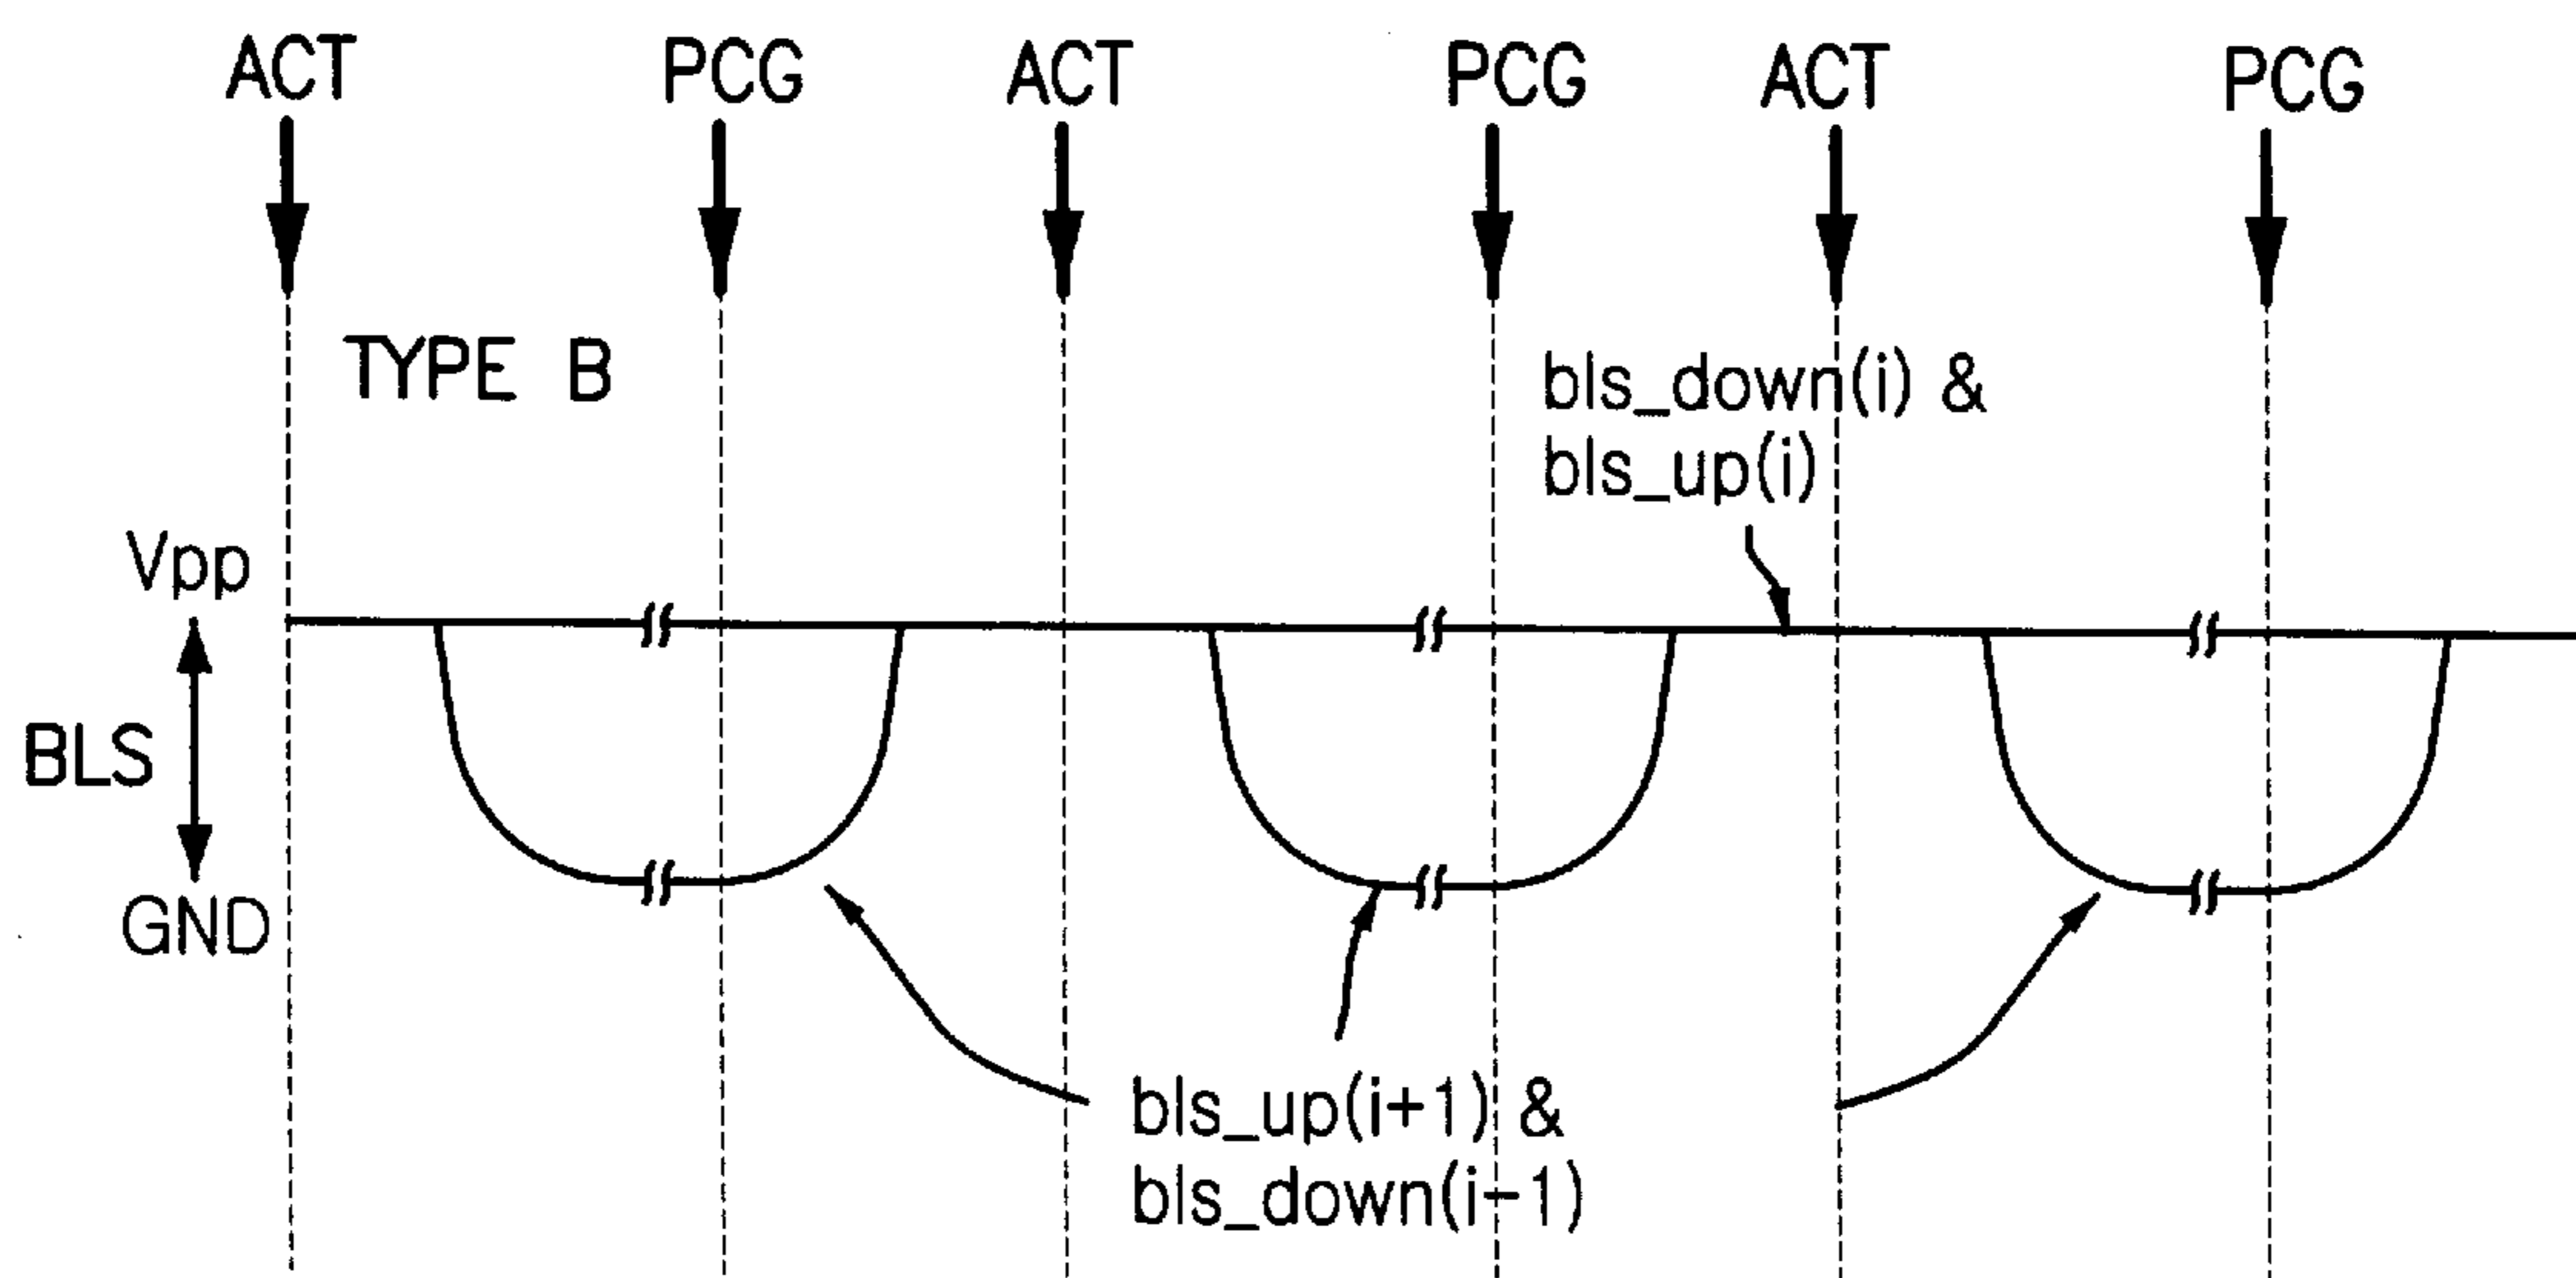 ACT PCG ACT PCG ACT PCG
TYPE B
bls_down(i) &
bls_up(i)
Vpp
BLS
GND
bls_up(i+1) &
bls_down(i-1)